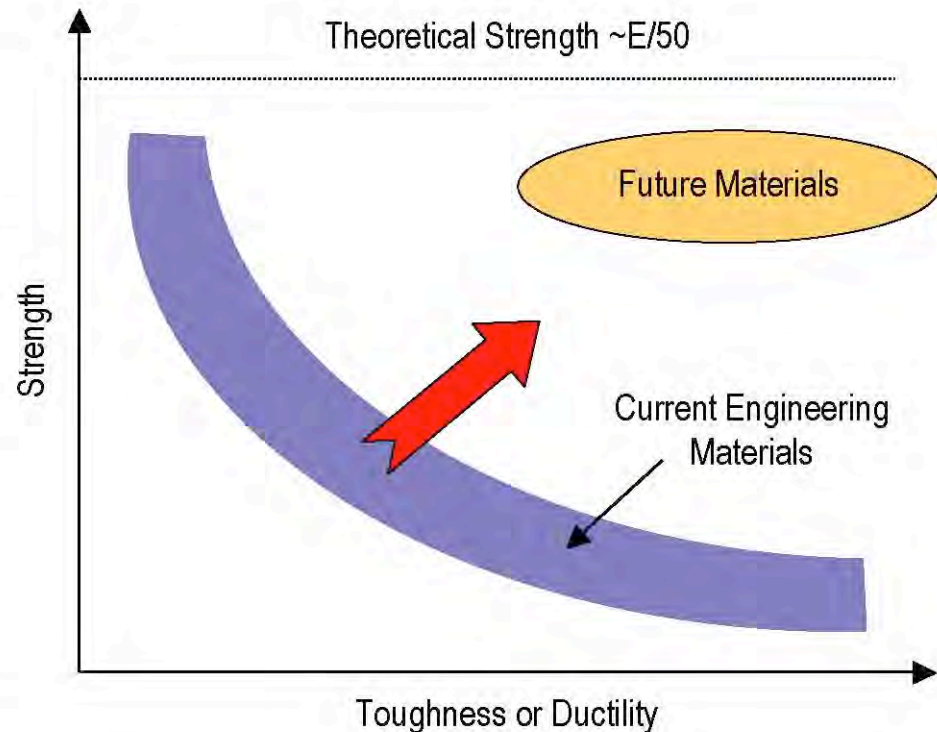 Theoretical Strength ~E/50
Future Materials
Strength
Current Engineering
Materials
Toughness or Ductility